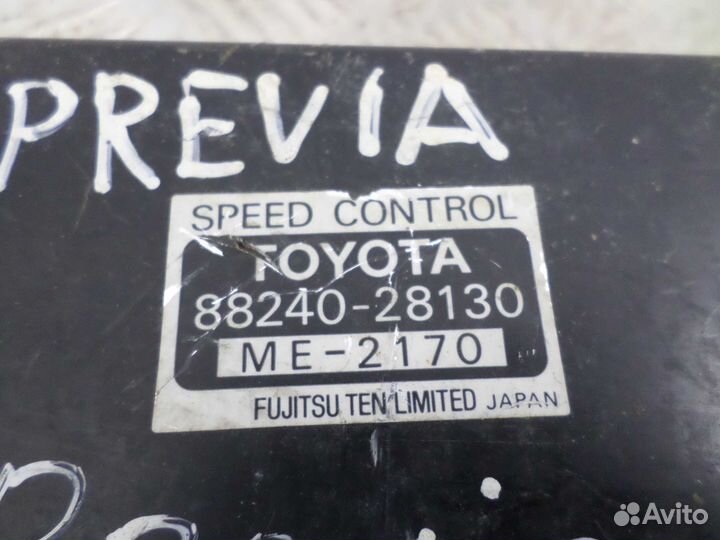 PREVIA
SPEED CONTROL
TOYOTA
88240-28130
ME-2170
FUJITSU TEN LIMITED JAPAN
Avito